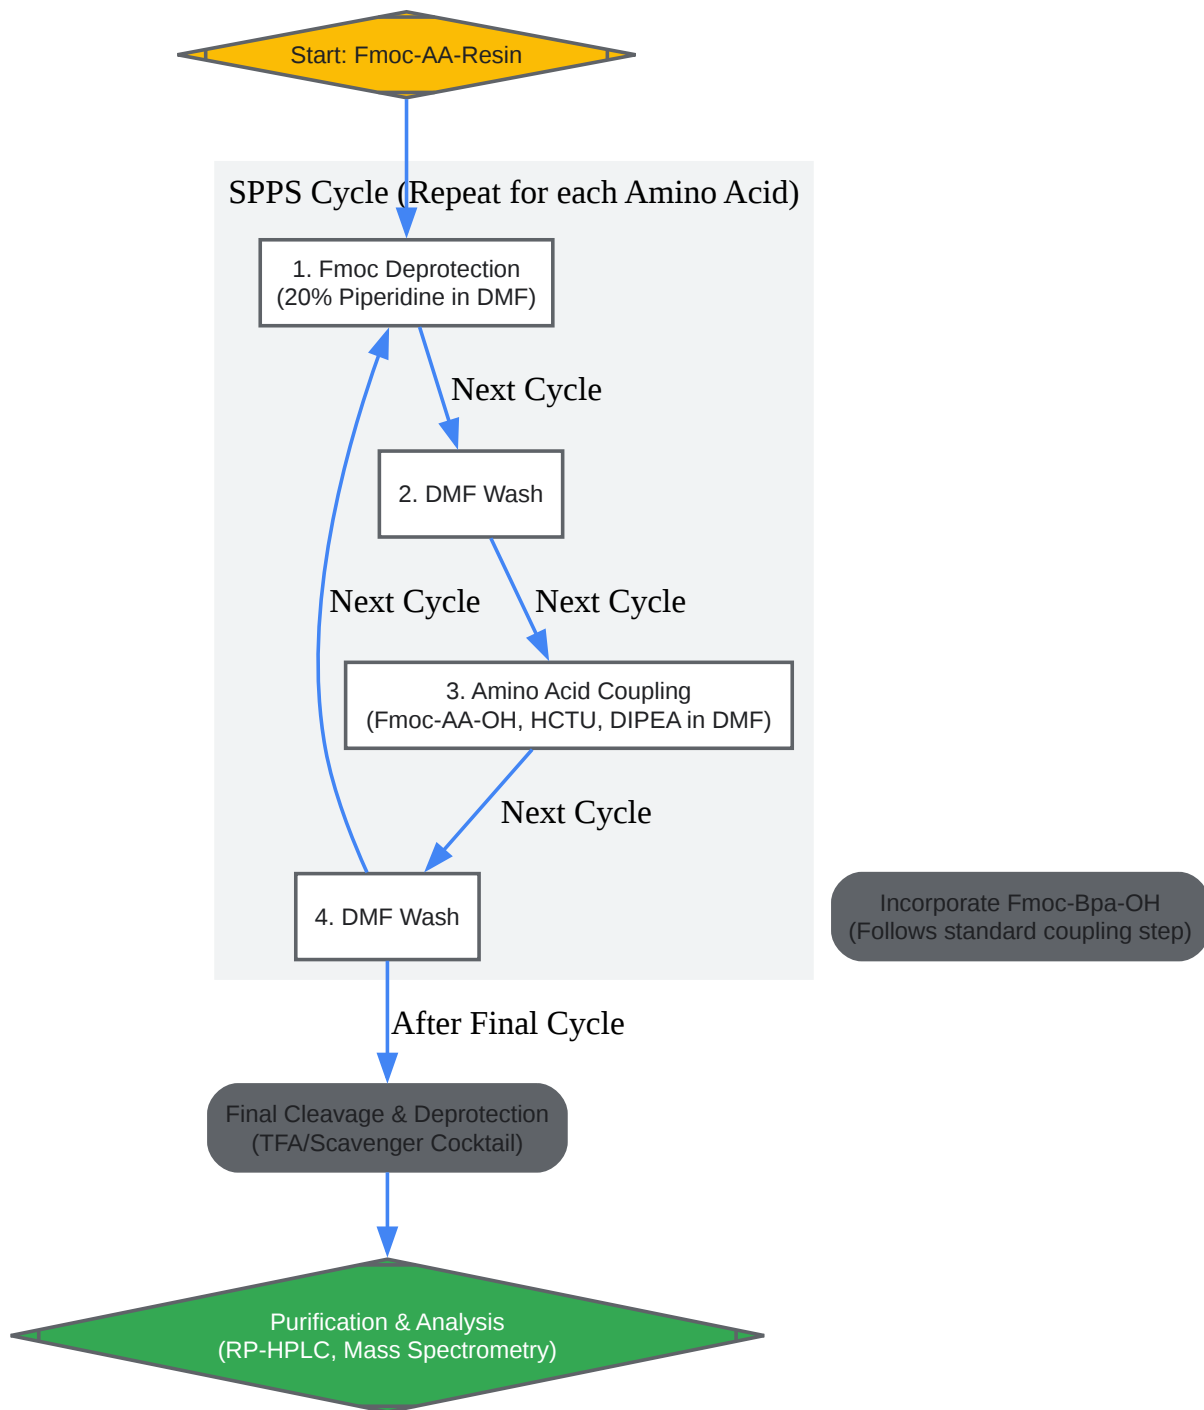 Start: Fmoc-AA-Resin
SPPS Cycle (Repeat for each Amino Acid)
1. Fmoc Deprotection
(20% Piperidine in DMF)
Next Cycle
2. DMF Wash
Next Cycle
Next Cycle
3. Amino Acid Coupling
(Fmoc-AA-OH, HCTU, DIPEA in DMF)
Next Cycle
4. DMF Wash
Incorporate Fmoc-Bpa-OH
(Follows standard coupling step)
After Final Cycle
Final Cleavage & Deprotection
(TFA/Scavenger Cocktail)
Purification & Analysis
(RP-HPLC, Mass Spectrometry)